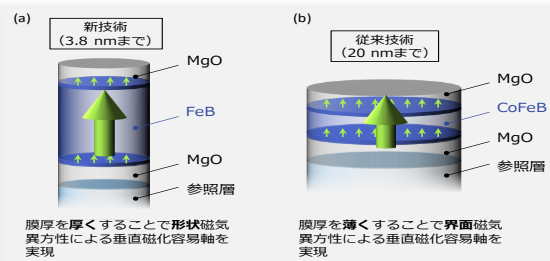 (a)
新技術
(3.8 nmまで)
MgO
FeB
MgO
参照層
膜厚を厚くすることで形状磁気
異方性による垂直磁化容易軸を
実現
(b)
従来技術
(20 nmまで)
MgO
CoFeB
MgO
参照層
膜厚を薄くすることで界面磁気
異方性による垂直磁化容易軸を
実現